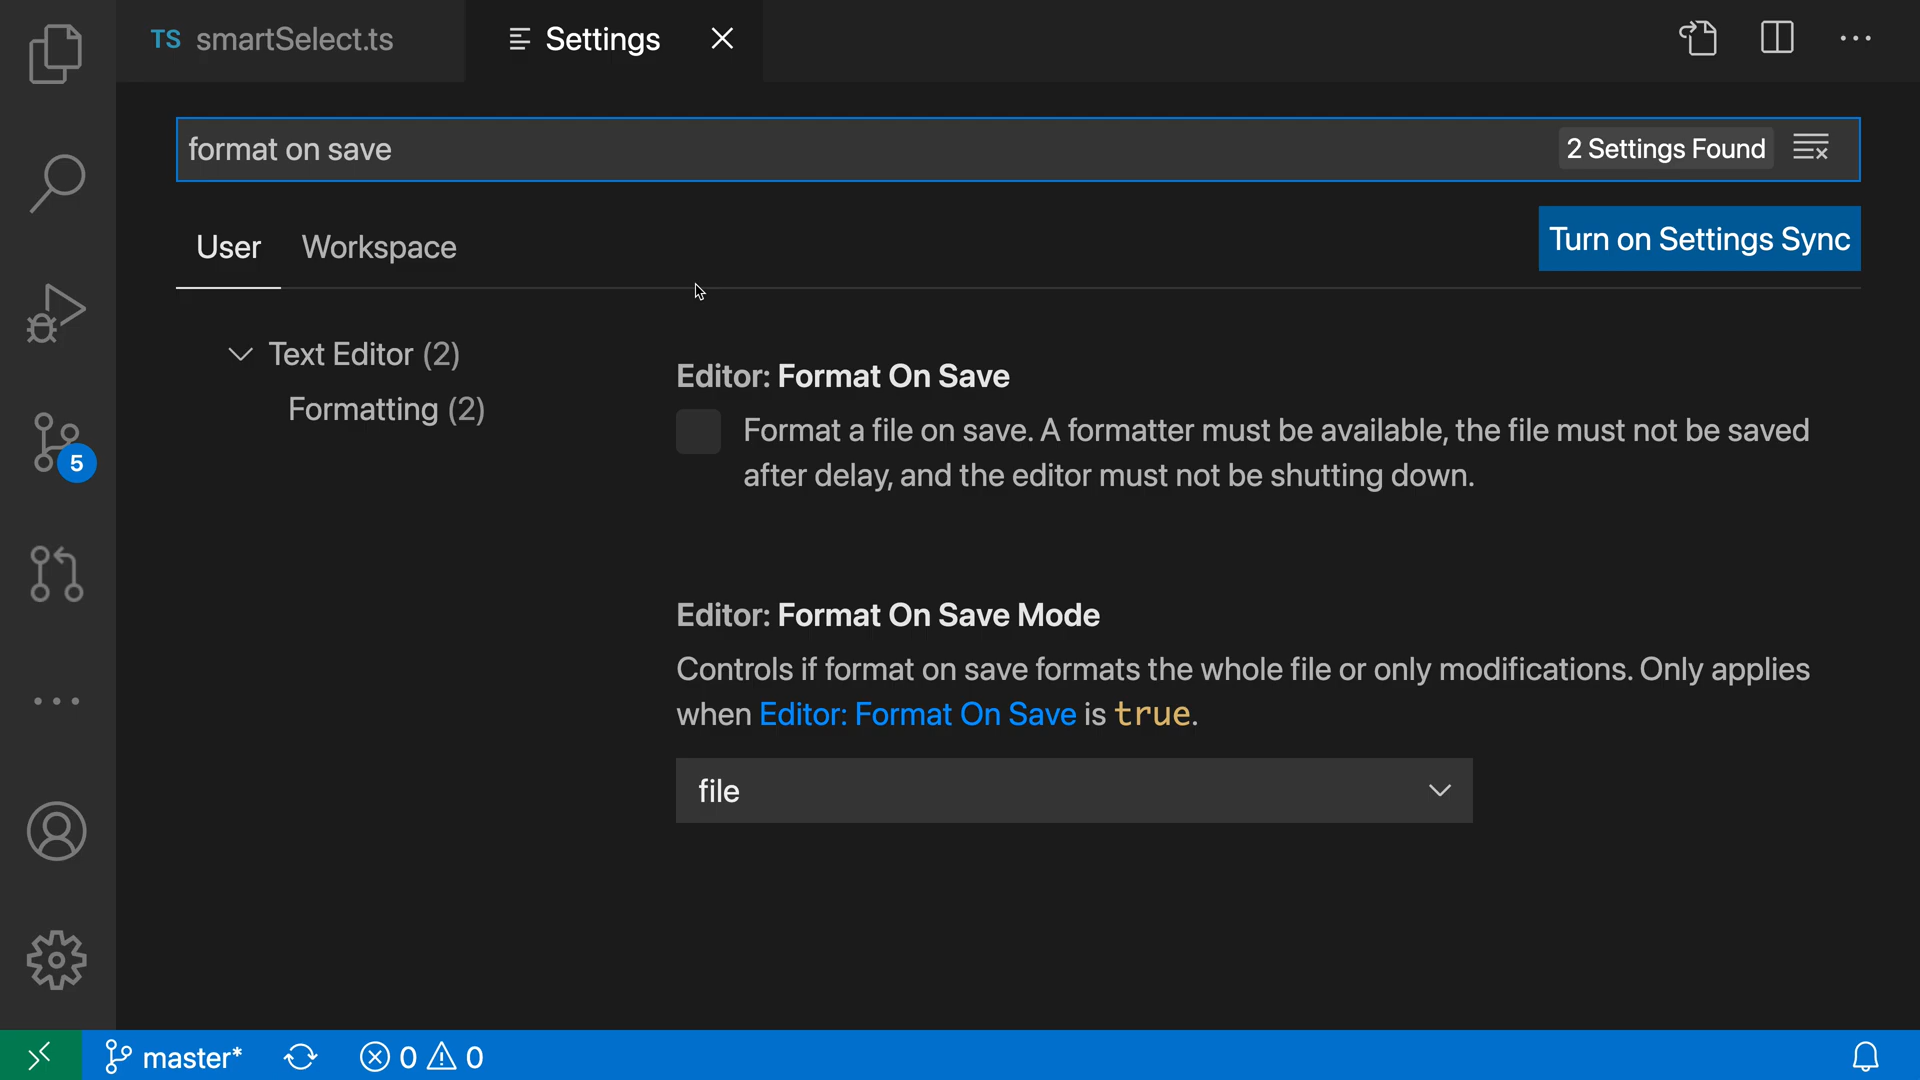 TS smartSelect.ts
Settings
format on save
2 Settings Found
User
Workspace
Turn on Settings Sync
Text Editor (2)
Formatting (2)
Editor: Format On Save
Format a file on save. A formatter must be available, the file must not be saved
after delay, and the editor must not be shutting down.
Editor: Format On Save Mode
Controls if format on save formats the whole file or only modifications. Only applies
when Editor: Format On Save is true.
file
5
master*
0
0